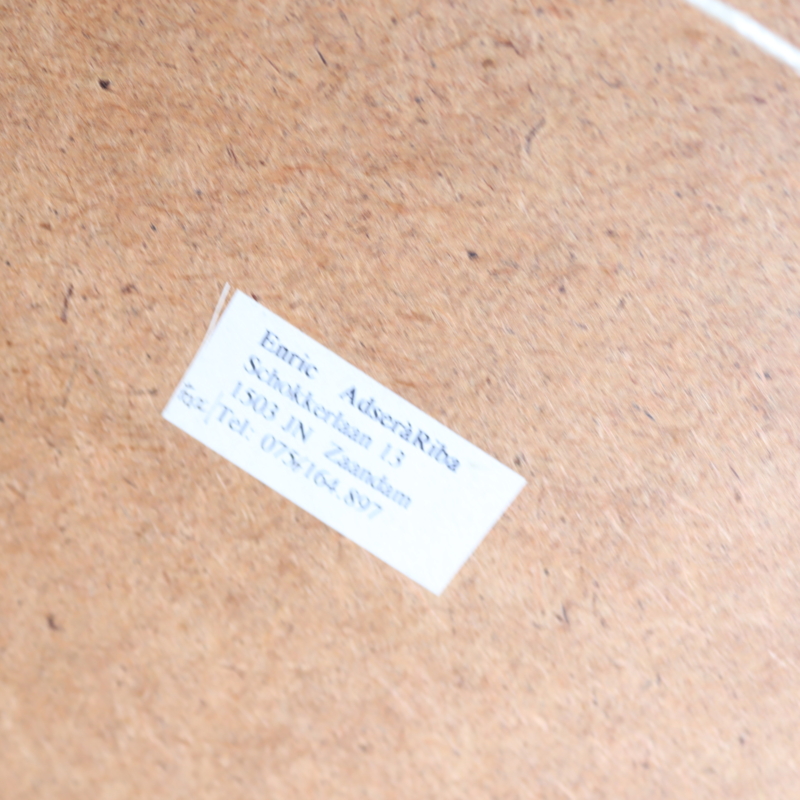 Enric AdseràRiba
Schokkerlaan 13
1503 JN Zaandam
Tel: 075/164.897